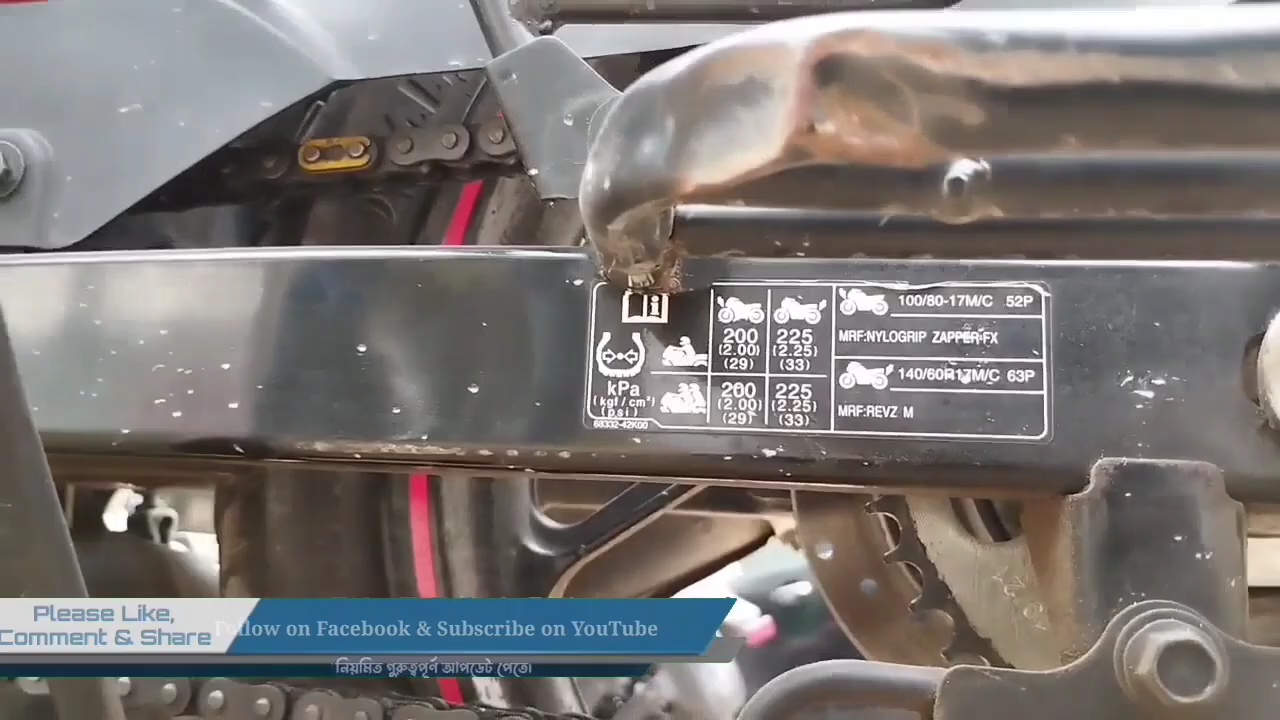 200
(2.00)
(29)
225
(2.25)
(33)
kPa
(kgf/cm²)
(psi)
200
(2.00)
(29)
225
(2.25)
(33)
68332-42K00
100/80-17M/C 52P
MRF:NYLOGRIP ZAPPER-FX
140/60R17M/C 63P
MRF:REVZ M
Please Like,
Comment & Share
Follow on Facebook & Subscribe on YouTube
নিয়মিত গুরুত্বপূর্ণ আপডেট পেতে।